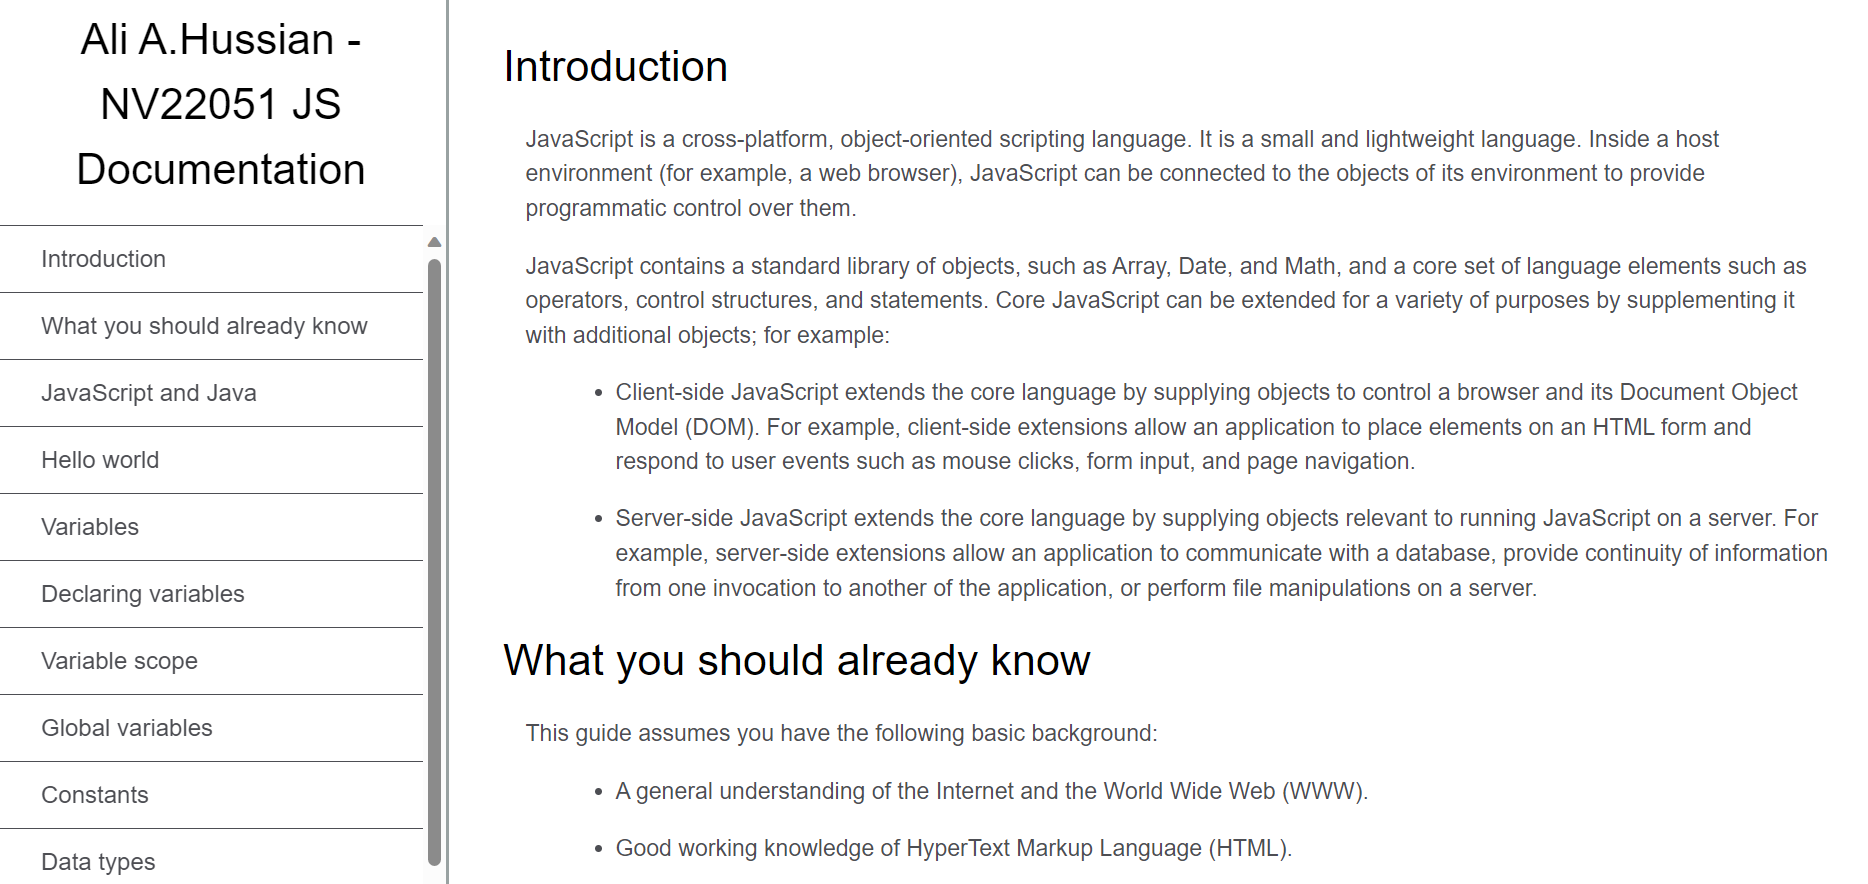 Ali A.Hussian -
NV22051 JS
Documentation
Introduction
What you should already know
JavaScript and Java
Hello world
Variables
Declaring variables
Variable scope
Global variables
Constants
Data types
Introduction
JavaScript is a cross-platform, object-oriented scripting language. It is a small and lightweight language. Inside a host
environment (for example, a web browser), JavaScript can be connected to the objects of its environment to provide
programmatic control over them.
JavaScript contains a standard library of objects, such as Array, Date, and Math, and a core set of language elements such as
operators, control structures, and statements. Core JavaScript can be extended for a variety of purposes by supplementing it
with additional objects; for example:
• Client-side JavaScript extends the core language by supplying objects to control a browser and its Document Object
Model (DOM). For example, client-side extensions allow an application to place elements on an HTML form and
respond to user events such as mouse clicks, form input, and page navigation.
• Server-side JavaScript extends the core language by supplying objects relevant to running JavaScript on a server. For
example, server-side extensions allow an application to communicate with a database, provide continuity of information
from one invocation to another of the application, or perform file manipulations on a server.
What you should already know
This guide assumes you have the following basic background:
• A general understanding of the Internet and the World Wide Web (WWW).
• Good working knowledge of HyperText Markup Language (HTML).